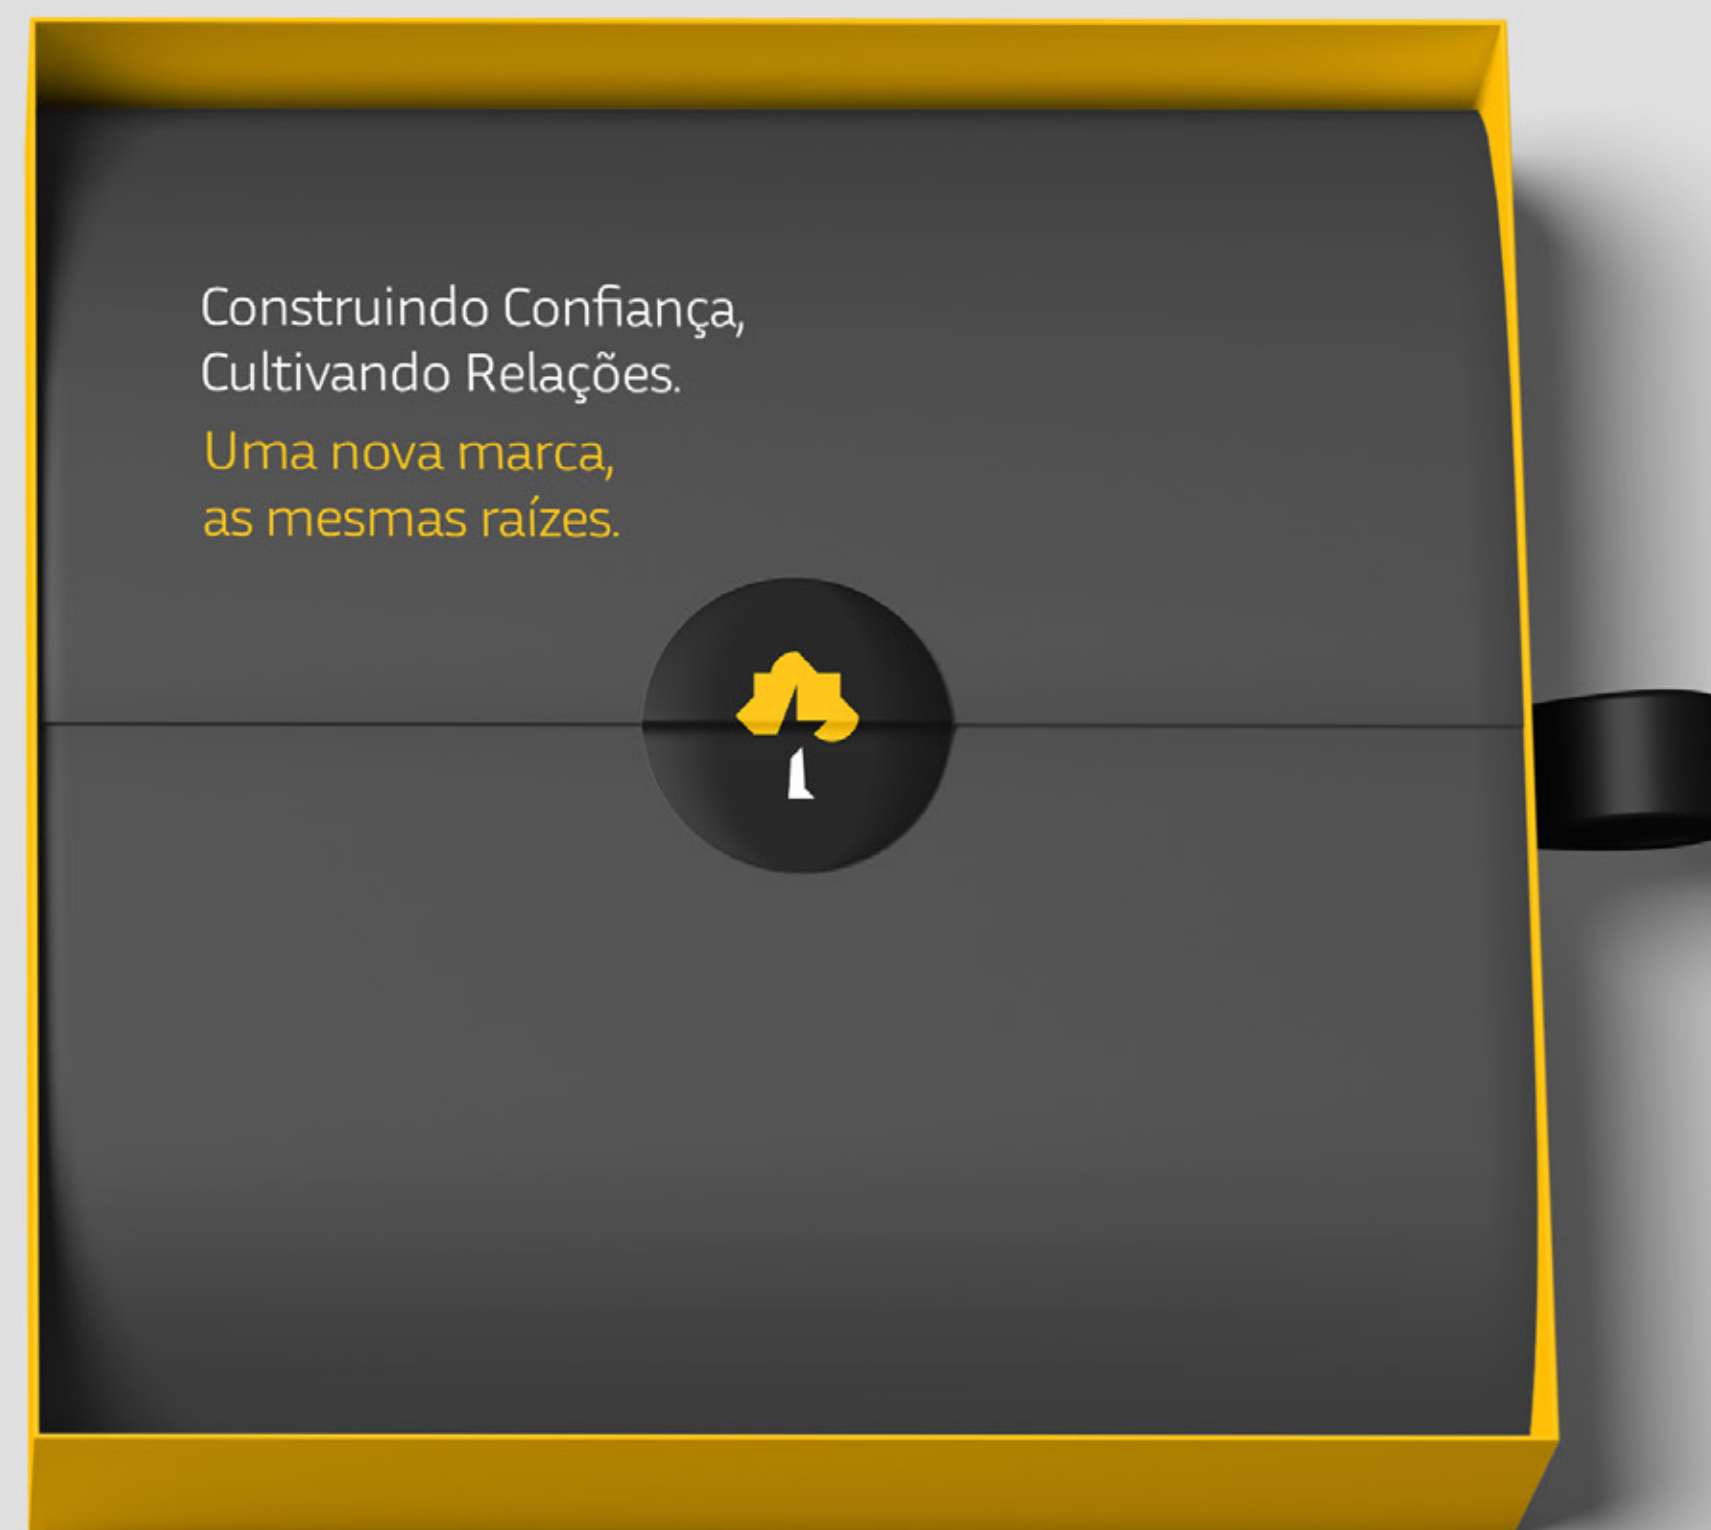 Construindo Confiança,
Cultivando Relações.
Uma nova marca,
as mesmas raízes.